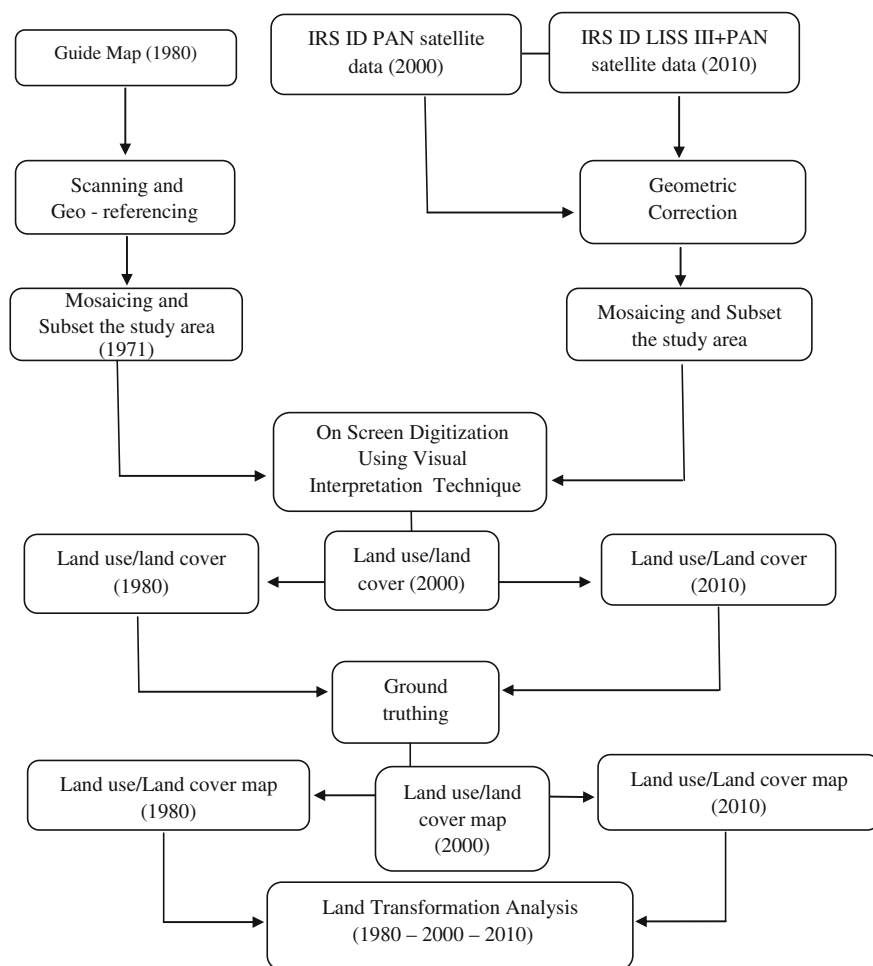 Guide Map (1980)
IRS ID PAN satellite
data (2000)
IRS ID LISS III+PAN
satellite data (2010)
Scanning and
Geo - referencing
Geometric
Correction
Mosaicing and
Subset the study area
(1971)
Mosaicing and Subset
the study area
On Screen Digitization
Using Visual
Interpretation Technique
Land use/land cover
(1980)
Land use/land
cover (2000)
Land use/Land cover
(2010)
Ground
truthing
Land use/Land cover map
(1980)
Land use/land
cover map
(2000)
Land use/Land cover map
(2010)
Land Transformation Analysis
(1980 – 2000 – 2010)